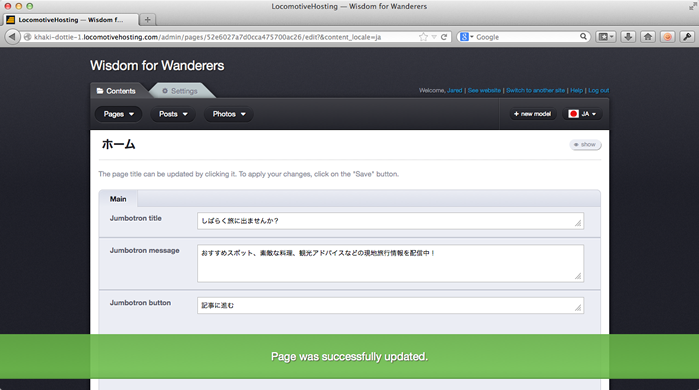 LocomotiveHosting — Wisdom for Wanderers
LocomotiveHosting — Wisdom f...
khaki-dottie-1.locomotivehosting.com/admin/pages/52e6027a7d0cca475700ac26/edit?&content_locale=ja
Google
Wisdom for Wanderers
Contents
Settings
Welcome, Jared | See website | Switch to another site | Help | Log out
Pages
Posts
Photos
+ new model
JA
ホーム
show
The page title can be updated by clicking it. To apply your changes, click on the "Save" button.
Main
Jumbotron title
しばらく旅に出ませんか？
Jumbotron message
おすすめスポット、素敵な料理、観光アドバイスなどの現地旅行情報を配信中！
Jumbotron button
記事に進む
Page was successfully updated.